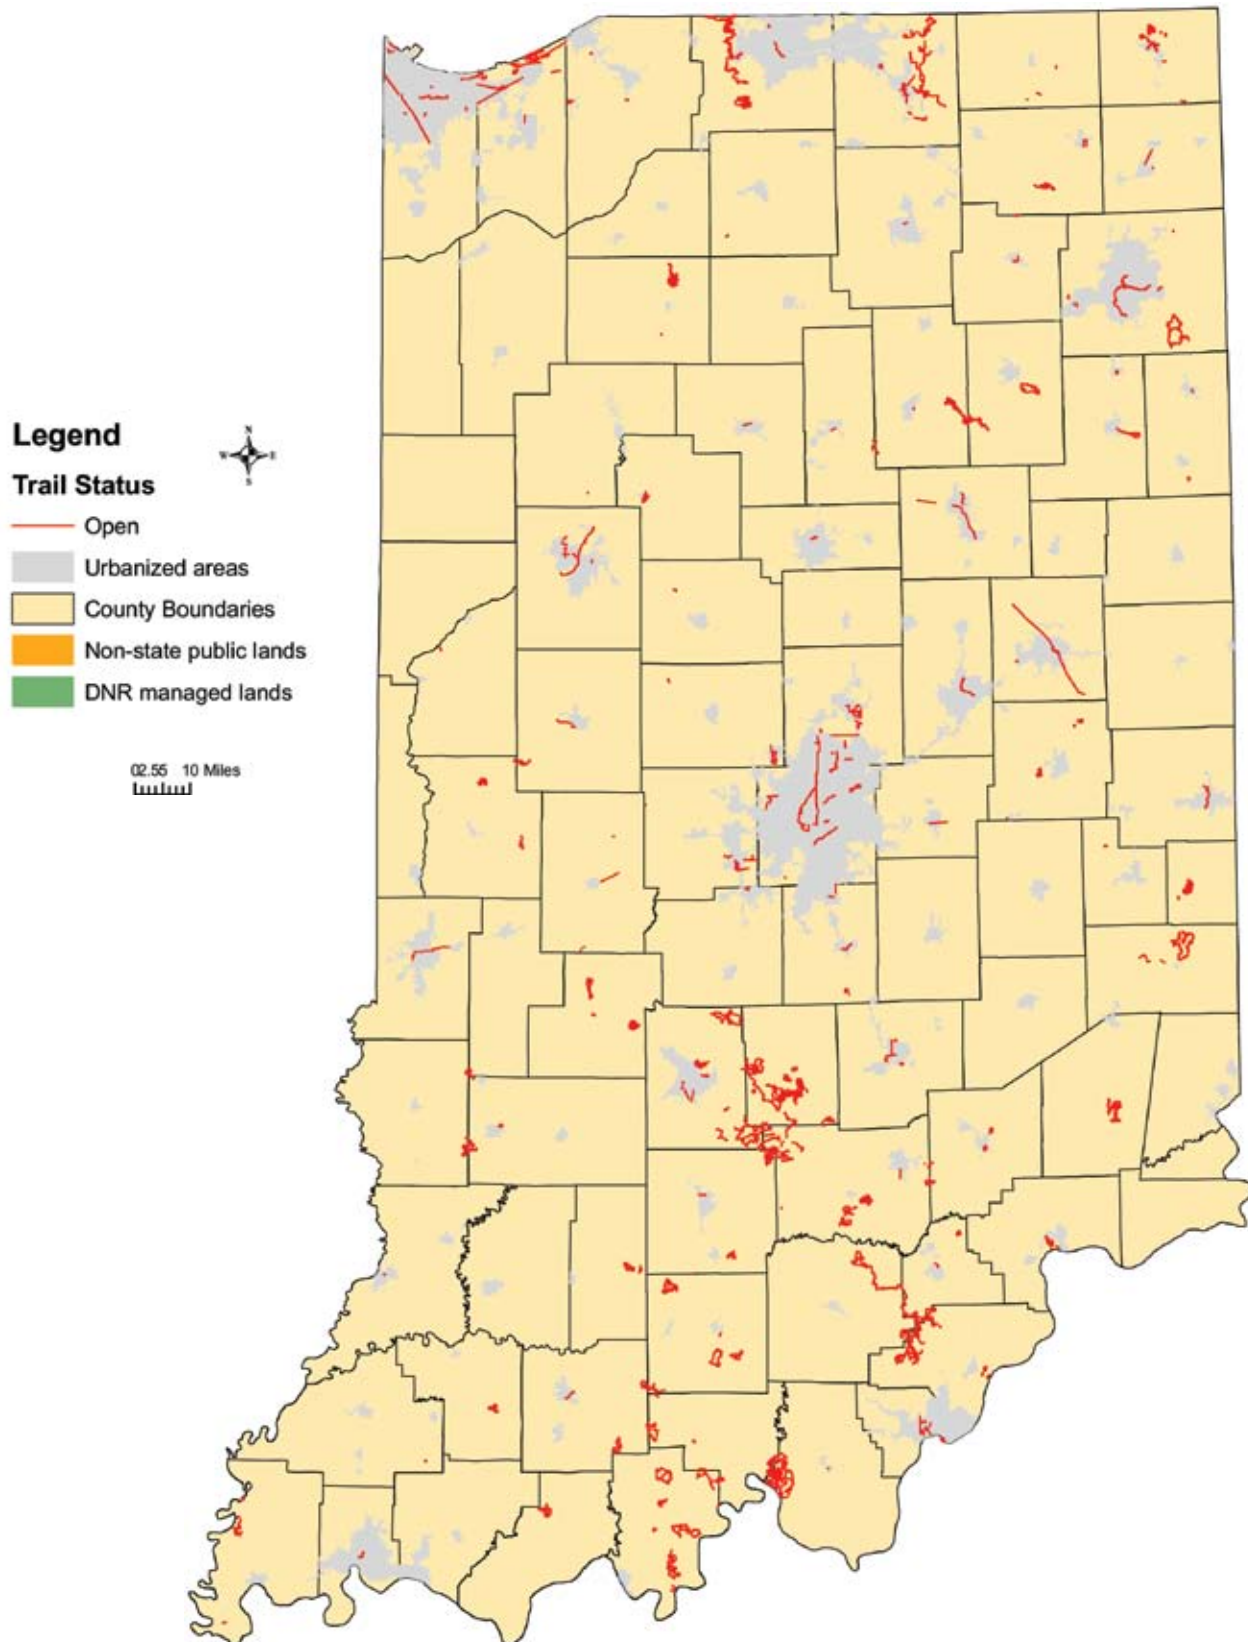 Legend
N
W E
S
Trail Status
Open
Urbanized areas
County Boundaries
Non-state public lands
DNR managed lands
02.55 10 Miles